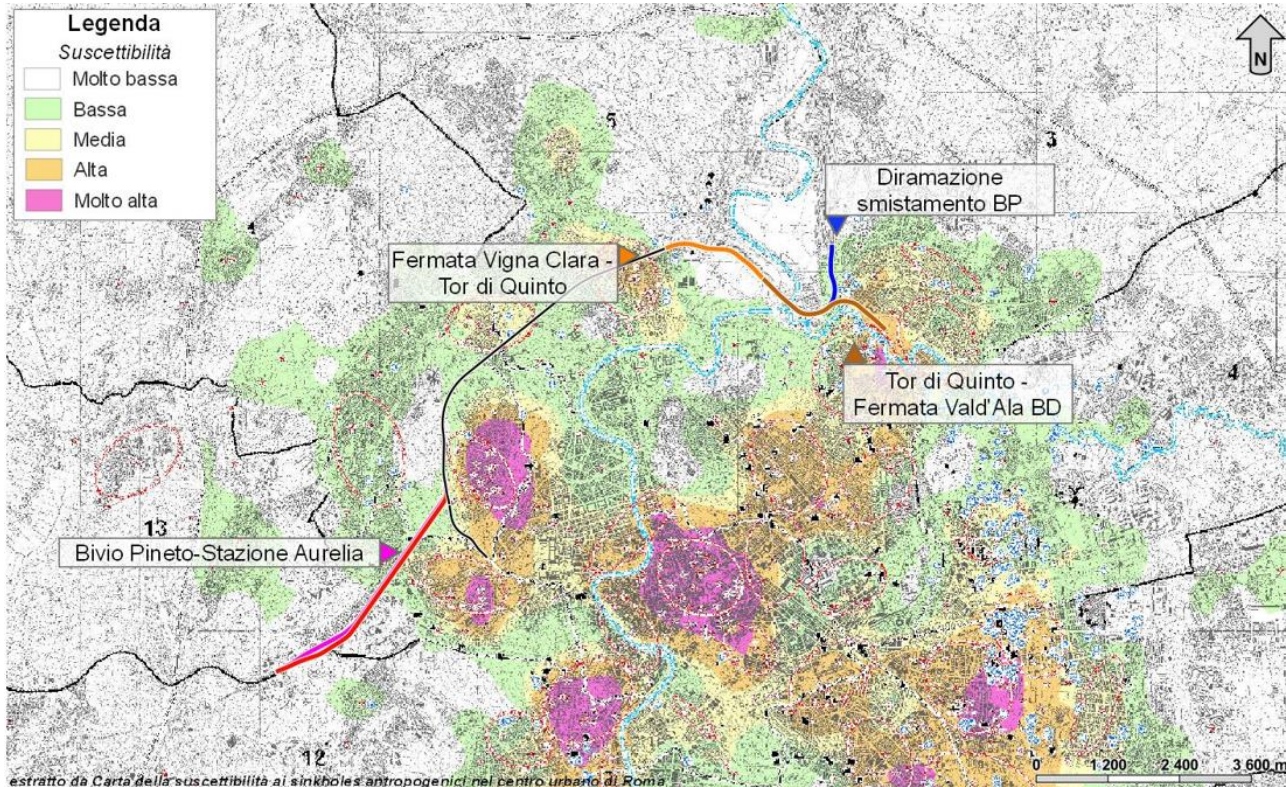 Legenda
Suscettibilità
Molto bassa
Bassa
Media
Alta
Molto alta
N
5
3
Diramazione
smistamento BP
Fermata Vigna Clara -
Tor di Quinto
4
Tor di Quinto -
Fermata Vald'Ala BD
4
13
Bivio Pineto-Stazione Aurelia
12
estratto da Carta della suscettibilità ai sinkholes antropogenici nel centro urbano di Roma
0 1 200 2 400 3 600 m